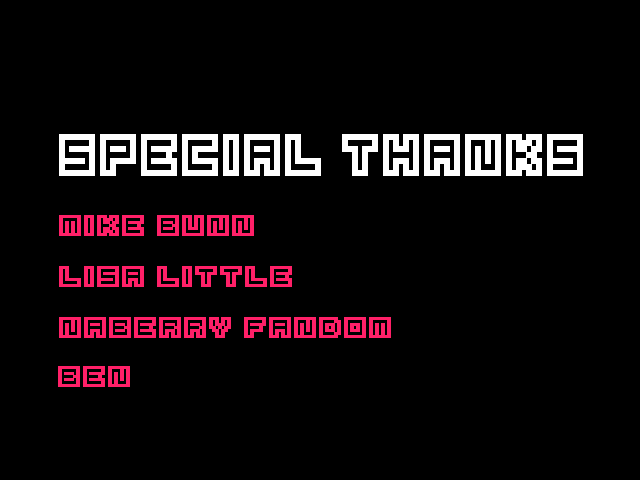 SPECIAL THANKS
MIKE BUNN
LISA LITTLE
NABERRY FANDOM
BEN